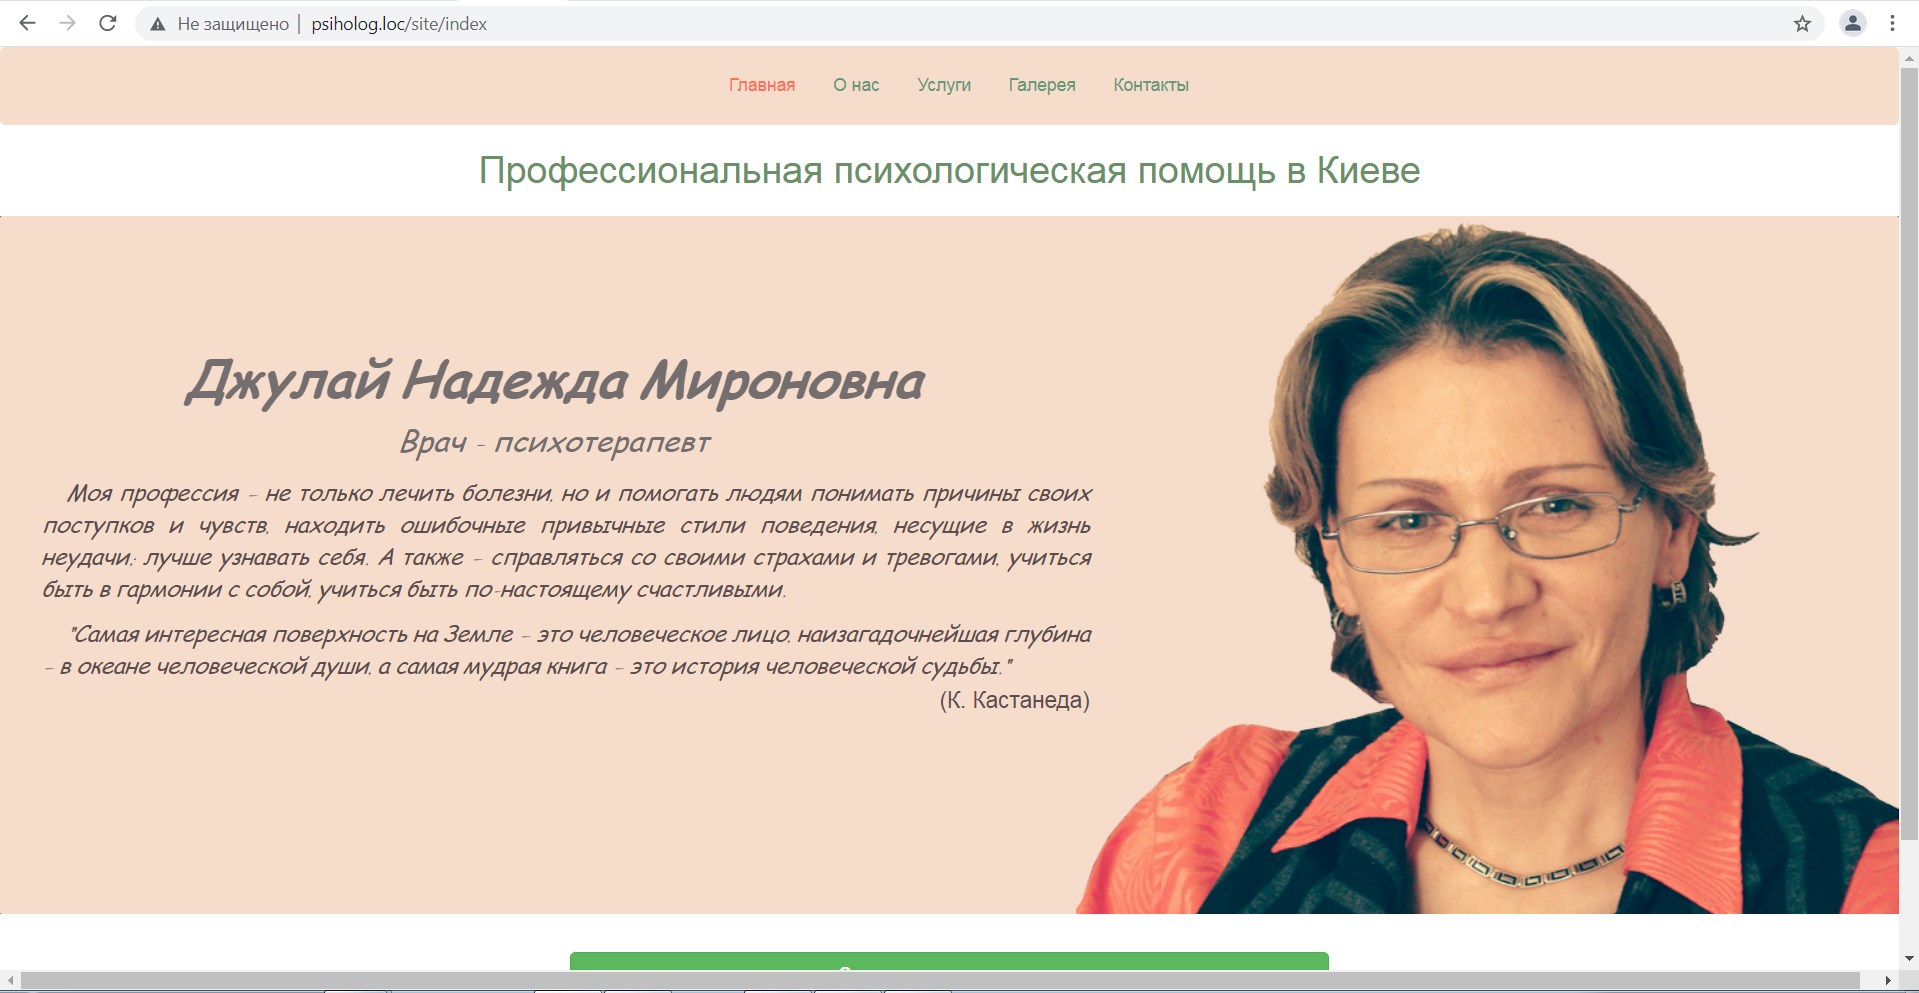 Не защищено | psiholog.loc/site/index
Главная О нас Услуги Галерея Контакты
Профессиональная психологическая помощь в Киеве
Джулай Надежда Мироновна
Врач - психотерапевт
Моя профессия - не только лечить болезни, но и помогать людям понимать причины своих
поступков и чувств, находить ошибочные привычные стили поведения, несущие в жизнь
неудачи; лучше узнавать себя. А также - справляться со своими страхами и тревогами, учиться
быть в гармонии с собой, учиться быть по-настоящему счастливыми.
"Самая интересная поверхность на Земле - это человеческое лицо, наизагадочнейшая глубина
- в океане человеческой души, а самая мудрая книга - это история человеческой судьбы."
(К. Кастанеда)